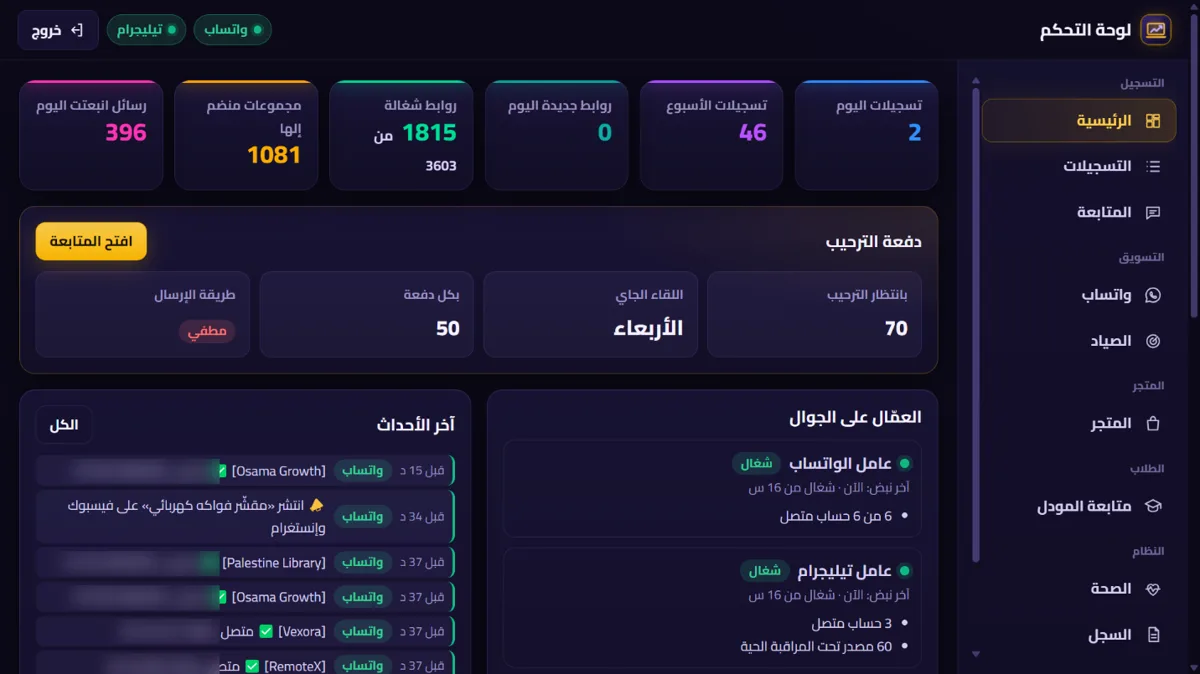 لوحة التحكم
واتساب
تيليجرام
خروج
التسجيل
الرئيسية
التسجيلات
المتابعة
التسويق
واتساب
الصياد
المتجر
المتجر
الطلاب
متابعة المودل
النظام
الصحة
السجل
تسجيلات اليوم
2
تسجيلات الأسبوع
46
روابط جديدة اليوم
0
روابط شغالة
1815 من
3603
مجموعات منضم
إلها
1081
رسائل انبعتت اليوم
396
دفعة الترحيب
افتح المتابعة
بانتظار الترحيب
70
اللقاء الجاي
الأربعاء
بكل دفعة
50
طريقة الإرسال
مطفي
العمّال على الجوال
عامل الواتساب شغال
آخر نبض: الآن · شغال من 16 س
6 من 6 حساب متصل
عامل تيليجرام شغال
آخر نبض: الآن · شغال من 16 س
3 حساب متصل
60 مصدر تحت المراقبة الحية
آخر الأحداث
الكل
قبل 15 د واتساب [Osama Growth] ✅
قبل 34 د واتساب 📣 انتشر «مقشّر فواكه كهربائي» على فيسبوك
وإنستغرام
قبل 37 د واتساب [Palestine Library]
قبل 37 د واتساب [Osama Growth] ✅
قبل 37 د واتساب [Vexora] ✅ متصل
قبل 37 د واتساب [RemoteX] ✅